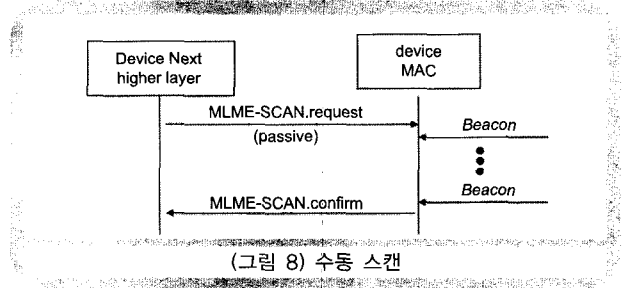 Device Next
higher layer
device
MAC
MLME-SCAN.request
(passive)
Beacon
Beacon
MLME-SCAN.confirm
(그림 8) 수동 스캔